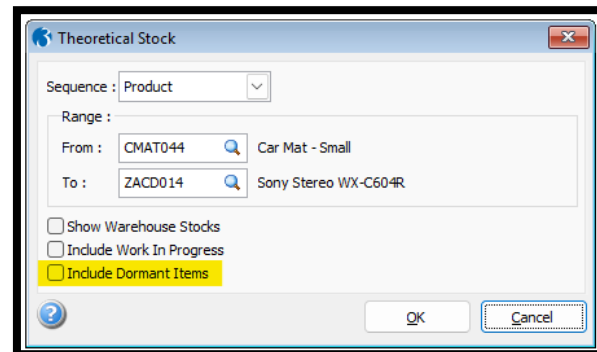 Theoretical Stock
Sequence : Product
Range :
From : CMAT044 Car Mat - Small
To : ZACD014 Sony Stereo WX-C604R
Show Warehouse Stocks
Include Work In Progress
Include Dormant Items
? OK Cancel